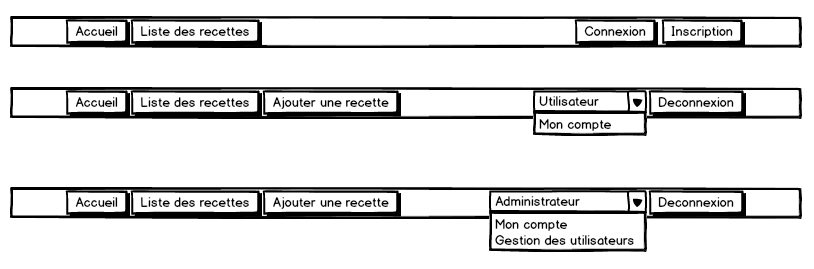 Accueil Liste des recettes Connexion Inscription
Accueil Liste des recettes Ajouter une recette Utilisateur Deconnexion
Mon compte
Accueil Liste des recettes Ajouter une recette Administrateur Deconnexion
Mon compte
Gestion des utilisateurs